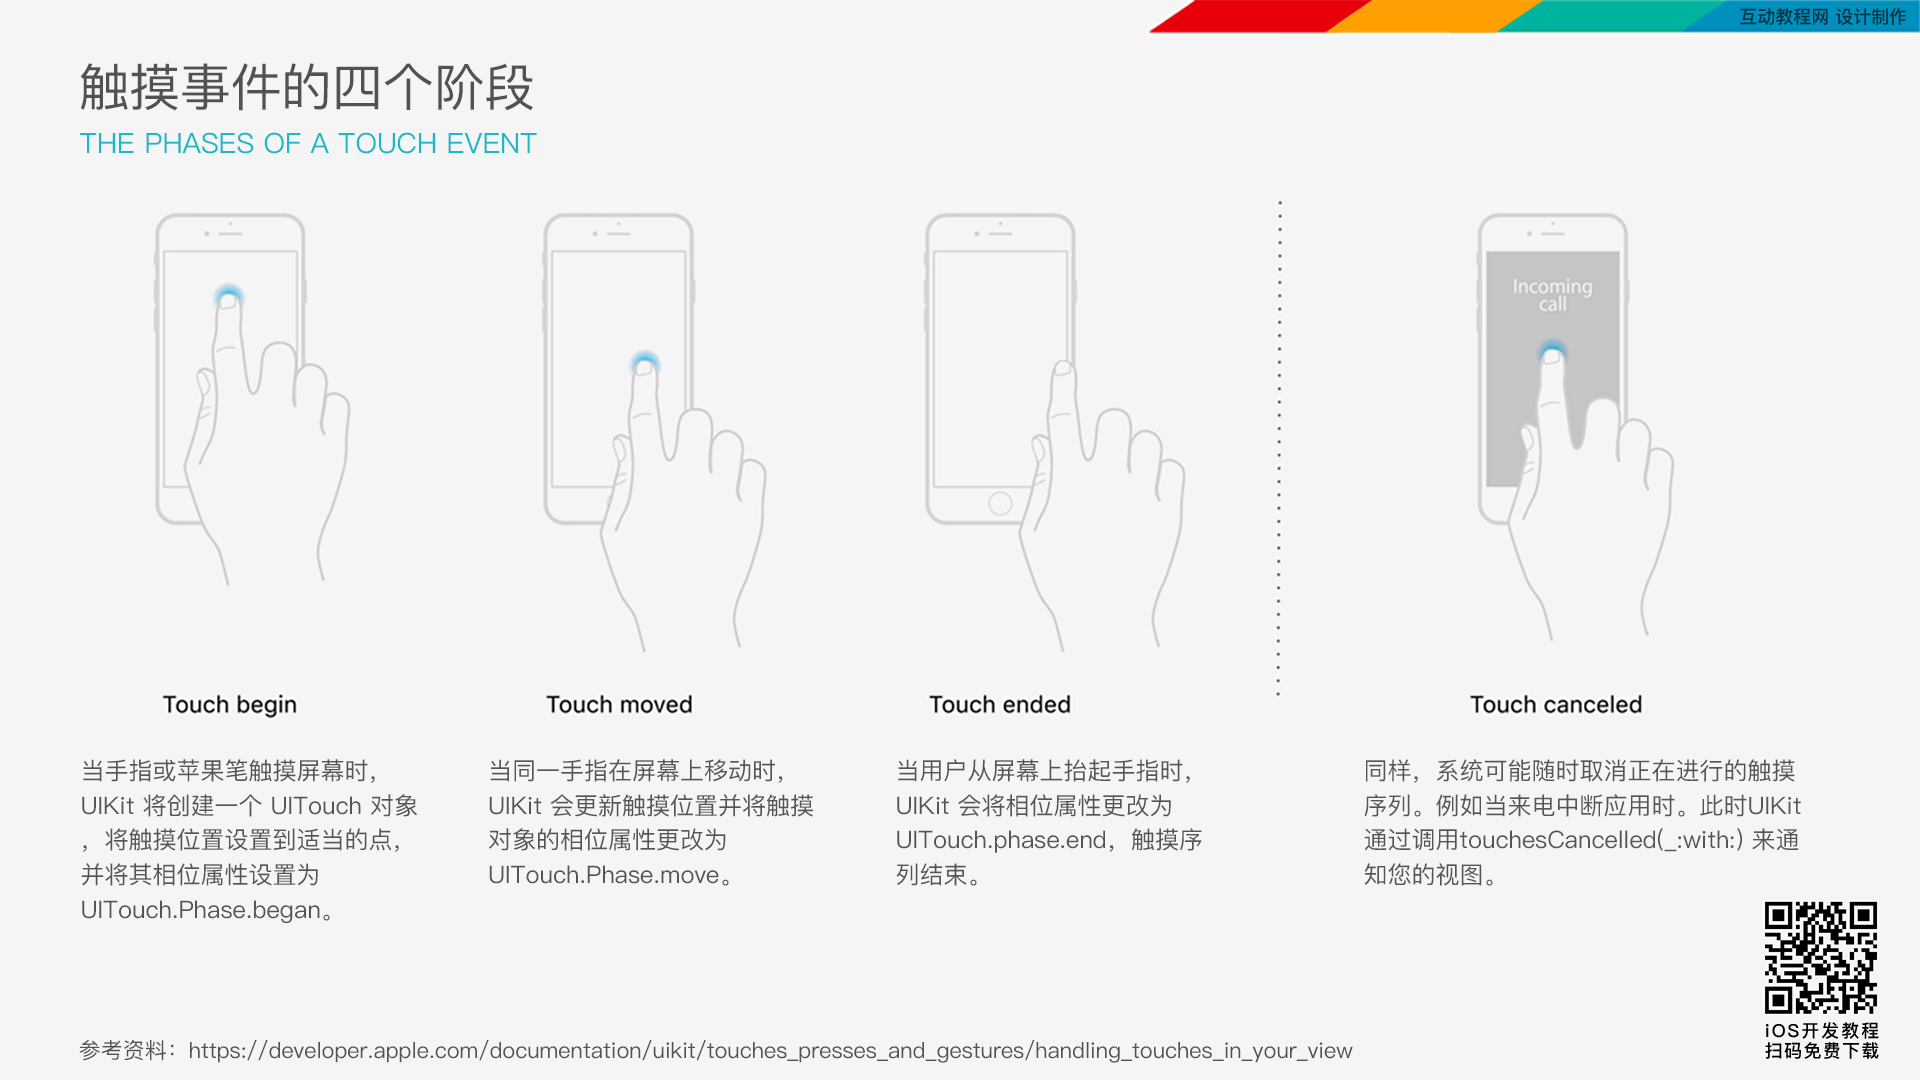 互动教程网 设计制作
触摸事件的四个阶段
THE PHASES OF A TOUCH EVENT
Incoming
call
Touch begin
当手指或苹果笔触摸屏幕时，
UIKit 将创建一个 UITouch 对象
，将触摸位置设置到适当的点，
并将其相位属性设置为
UITouch.Phase.began。
Touch moved
当同一手指在屏幕上移动时，
UIKit 会更新触摸位置并将触摸
对象的相位属性更改为
UITouch.Phase.move。
Touch ended
当用户从屏幕上抬起手指时，
UIKit 会将相位属性更改为
UITouch.phase.end，触摸序
列结束。
Touch canceled
同样，系统可能随时取消正在进行的触摸
序列。例如当来电中断应用时。此时UIKit
通过调用touchesCancelled(_:with:) 来通
知您的视图。
iOS开发教程
扫码免费下载
参考资料：https://developer.apple.com/documentation/uikit/touches_presses_and_gestures/handling_touches_in_your_view